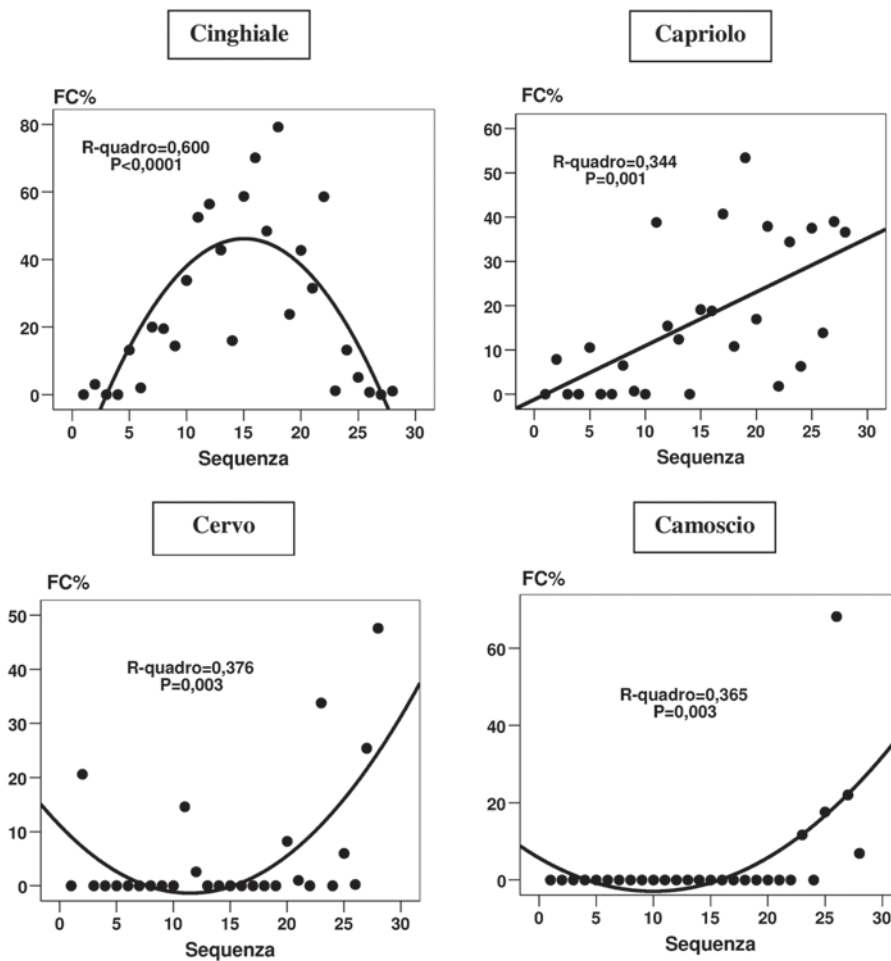 Cinghiale
FC%
R-quadro=0,600
P<0,0001
80
60
40
20
0
0 5 10 15 20 25 30
Sequenza
Capriolo
FC%
R-quadro=0,344
P=0,001
60
50
40
30
20
10
0
0 5 10 15 20 25 30
Sequenza
Cervo
FC%
R-quadro=0,376
P=0,003
50
40
30
20
10
0
0 5 10 15 20 25 30
Sequenza
Camoscio
FC%
R-quadro=0,365
P=0,003
60
40
20
0
0 5 10 15 20 25 30
Sequenza